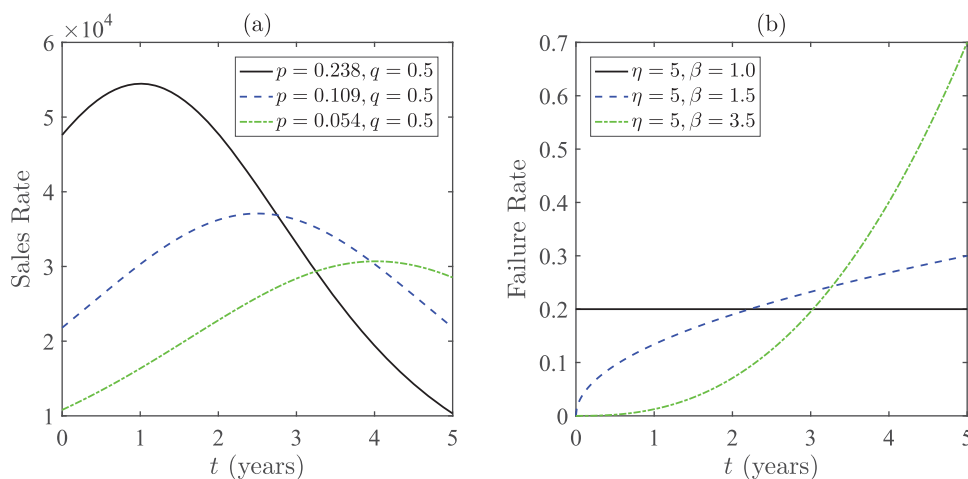 (a)
×10⁴
6
5
4
3
2
1
0
1
2
3
4
5
Sales Rate
t (years)
p = 0.238, q = 0.5
p = 0.109, q = 0.5
p = 0.054, q = 0.5
(b)
0.7
0.6
0.5
0.4
0.3
0.2
0.1
0
0
1
2
3
4
5
Failure Rate
t (years)
η = 5, β = 1.0
η = 5, β = 1.5
η = 5, β = 3.5